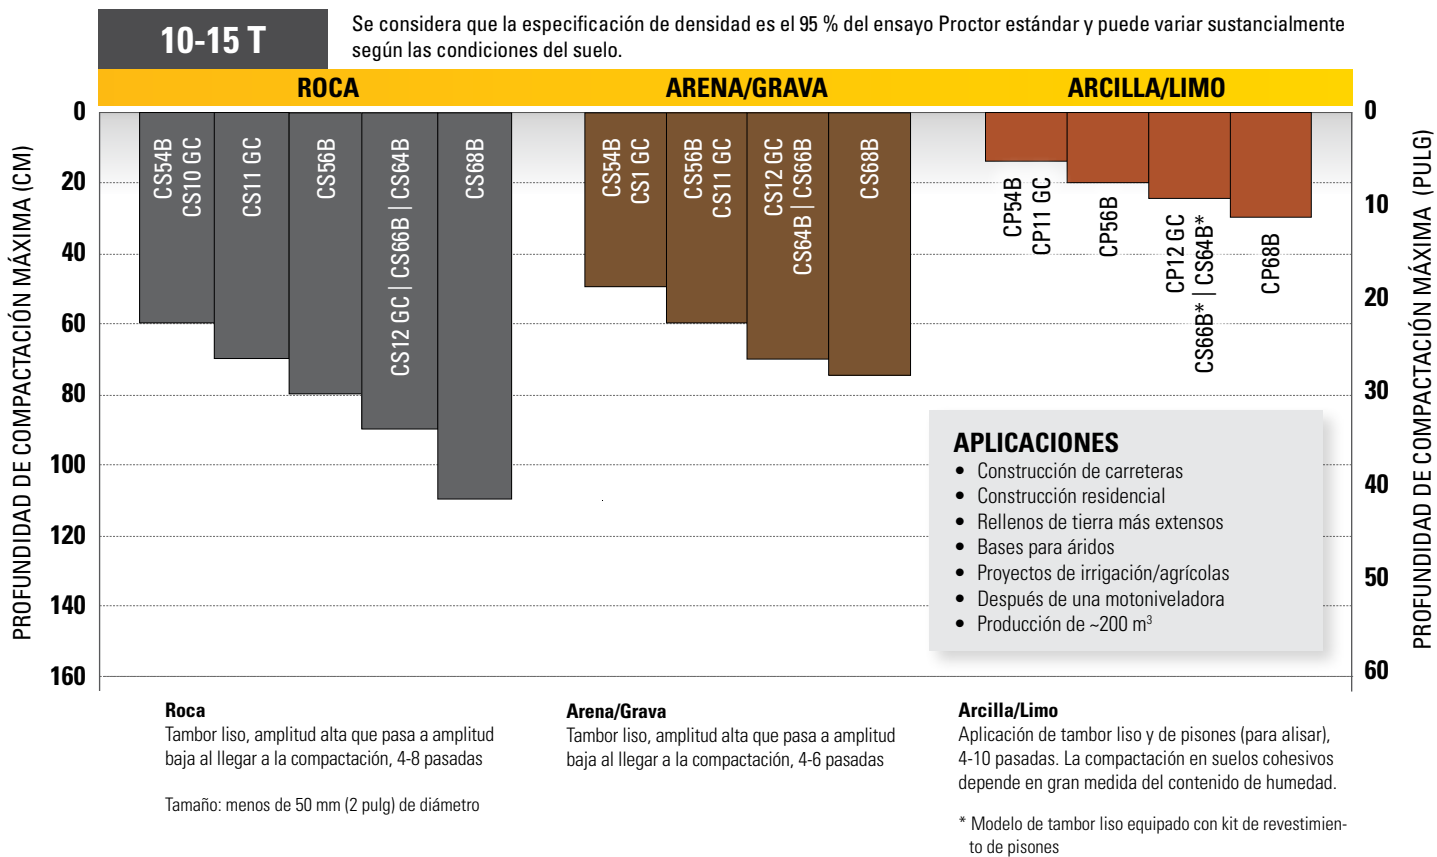 10-15 T
Se considera que la especificación de densidad es el 95 % del ensayo Proctor estándar y puede variar sustancialmente
según las condiciones del suelo.
ROCA
ARENA/GRAVA
ARCILLA/LIMO
PROFUNDIDAD DE COMPACTACIÓN MÁXIMA (CM)
0
20
40
60
80
100
120
140
160
CS54B
CS10 GC
CS11 GC
CS56B
CS12 GC | CS66B | CS64B
CS68B
CS54B
CS1 GC
CS56B
CS11 GC
CS12 GC
CS64B | CS66B
CS68B
CP54B
CP11 GC
CP56B
CP12 GC
CS66B* | CS64B*
CP68B
0
10
20
30
40
50
60
PROFUNDIDAD DE COMPACTACIÓN MÁXIMA (PULG)
APLICACIONES
• Construcción de carreteras
• Construcción residencial
• Rellenos de tierra más extensos
• Bases para áridos
• Proyectos de irrigación/agrícolas
• Después de una motoniveladora
• Producción de ~200 m³
Roca
Tambor liso, amplitud alta que pasa a amplitud
baja al llegar a la compactación, 4-8 pasadas
Tamaño: menos de 50 mm (2 pulg) de diámetro
Arena/Grava
Tambor liso, amplitud alta que pasa a amplitud
baja al llegar a la compactación, 4-6 pasadas
Arcilla/Limo
Aplicación de tambor liso y de pisones (para alisar),
4-10 pasadas. La compactación en suelos cohesivos
depende en gran medida del contenido de humedad.
* Modelo de tambor liso equipado con kit de revestimien-
to de pisones